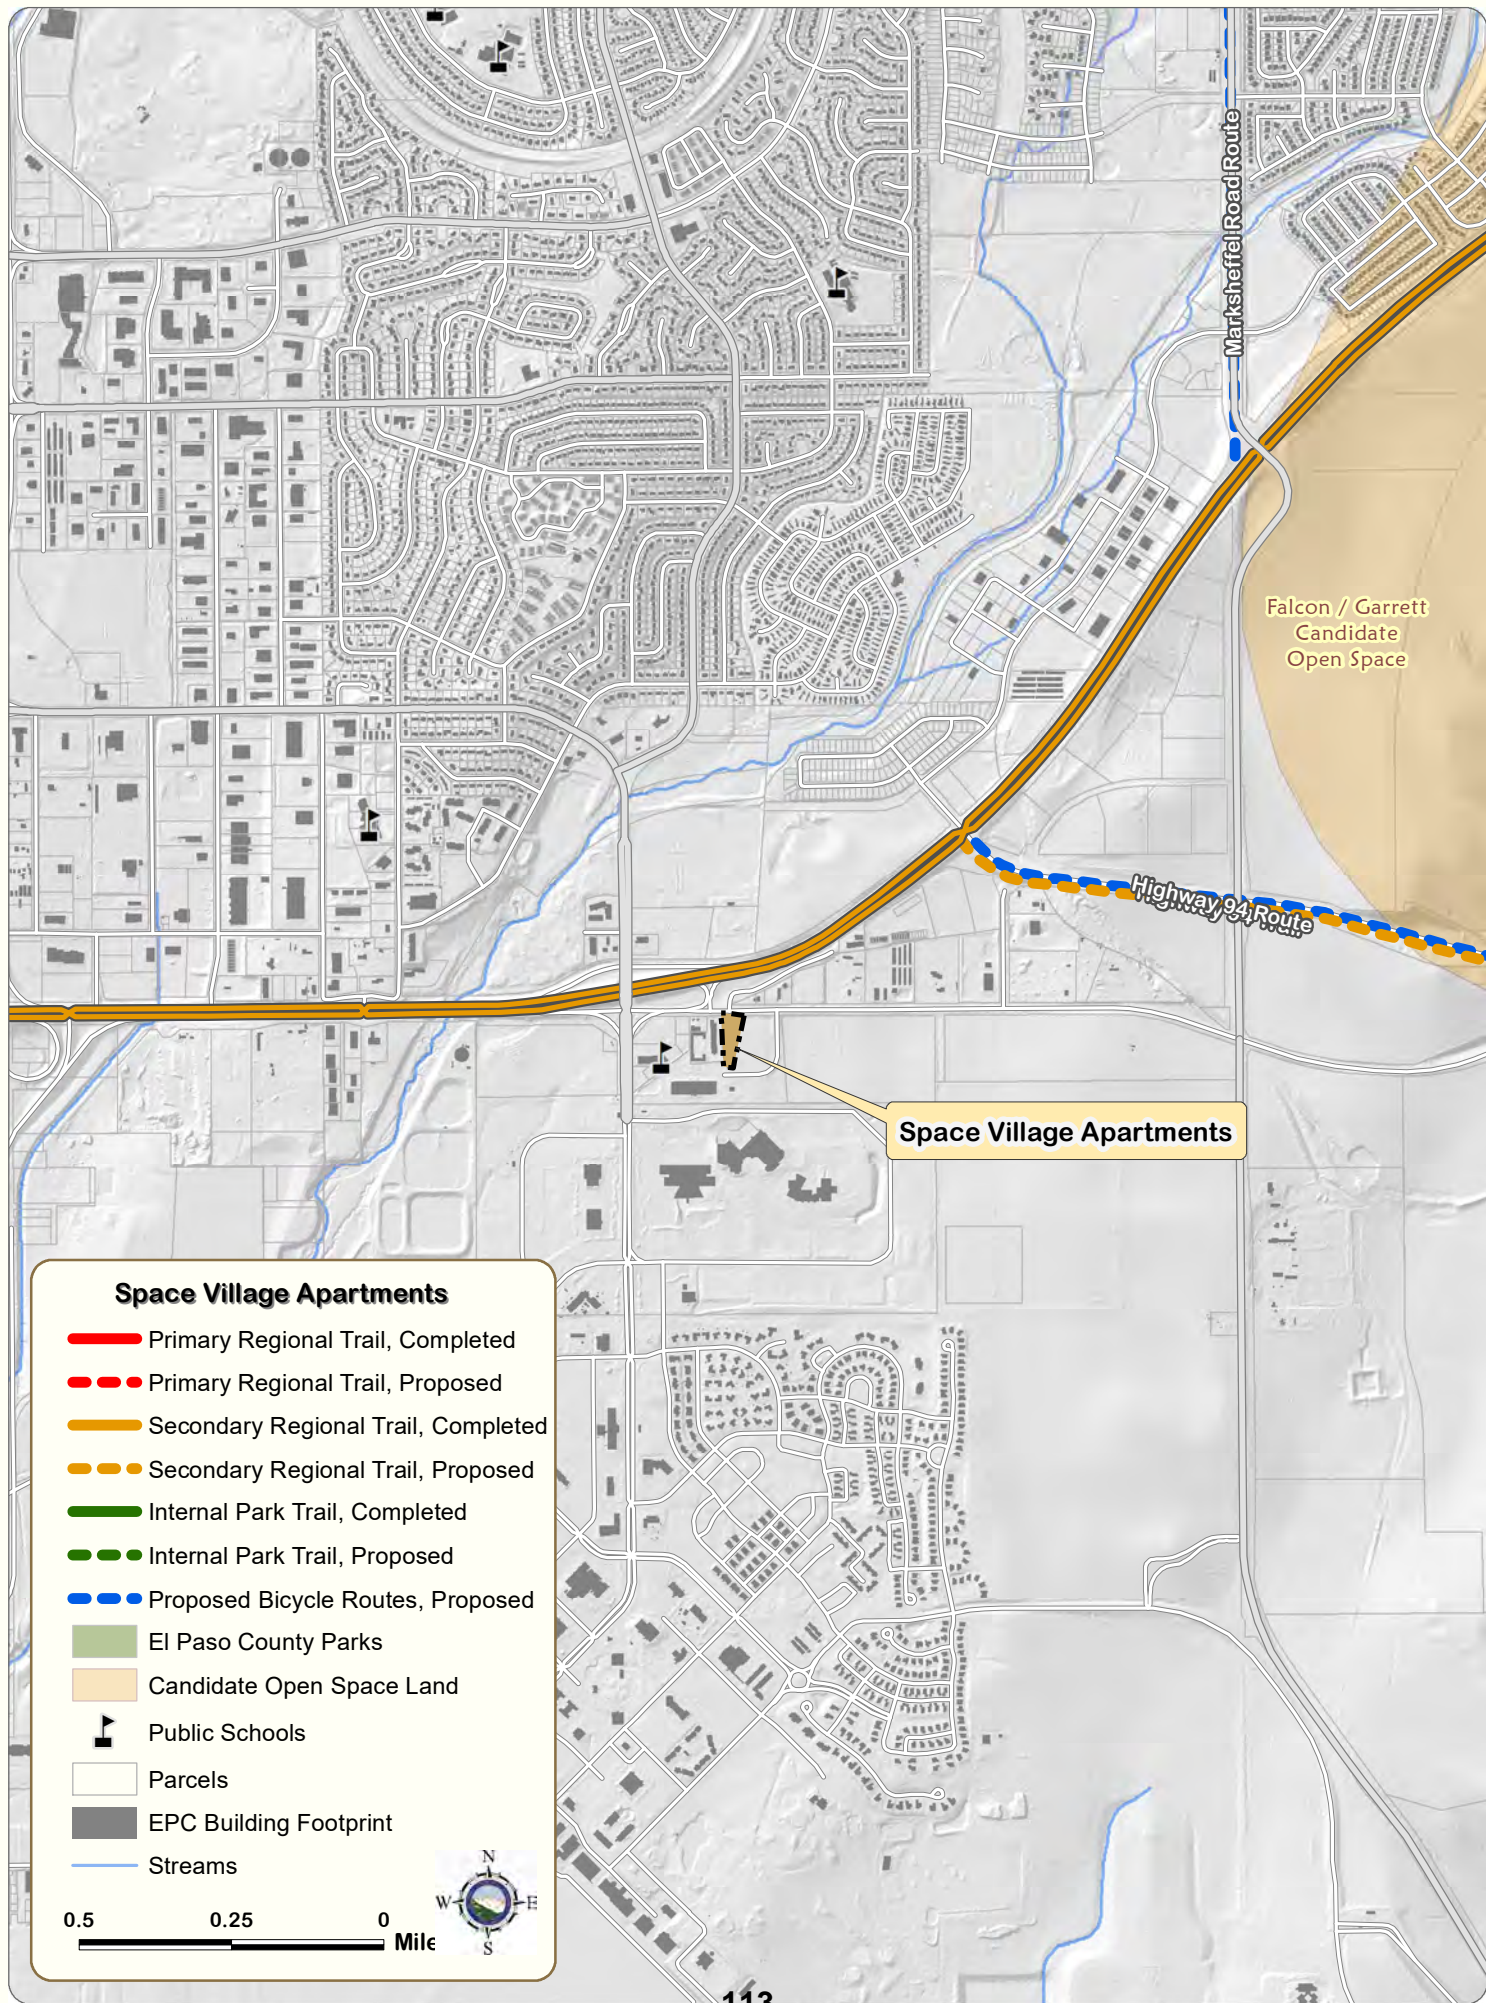 Marksheffel Road Route
Falcon / Garrett
Candidate
Open Space
Highway 94 Route
Space Village Apartments
Space Village Apartments
Primary Regional Trail, Completed
Primary Regional Trail, Proposed
Secondary Regional Trail, Completed
Secondary Regional Trail, Proposed
Internal Park Trail, Completed
Internal Park Trail, Proposed
Proposed Bicycle Routes, Proposed
El Paso County Parks
Candidate Open Space Land
Public Schools
Parcels
EPC Building Footprint
Streams
N
W E
S
0.5 0.25 0
Mile
113